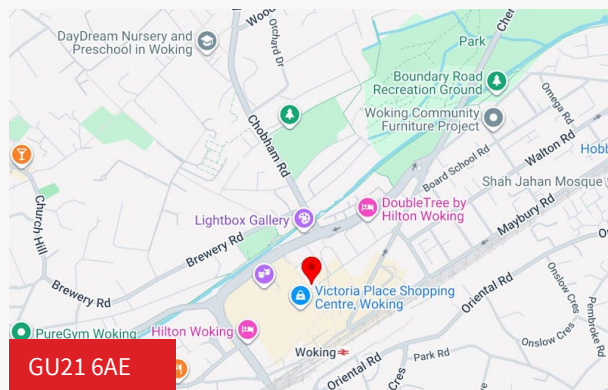 DayDream Nursery and
Preschool in Woking
Orchard Dr
Park
Boundary Road
Recreation Ground
Woking Community
Furniture Project
Omega Rd
Chobham Rd
Board School Rd
Walton Rd
Shah Jahan Mosque
DoubleTree by
Hilton Woking
Maybury Rd
Lightbox Gallery
Church Hill
Brewery Rd
Brewery Rd
Oriental Rd
Onslow Cres
Pembroke Rd
Victoria Place Shopping
Centre, Woking
PureGym Woking
Hilton Woking
Onslow Cres
Woking
Park Rd
Oriental Rd
GU21 6AE